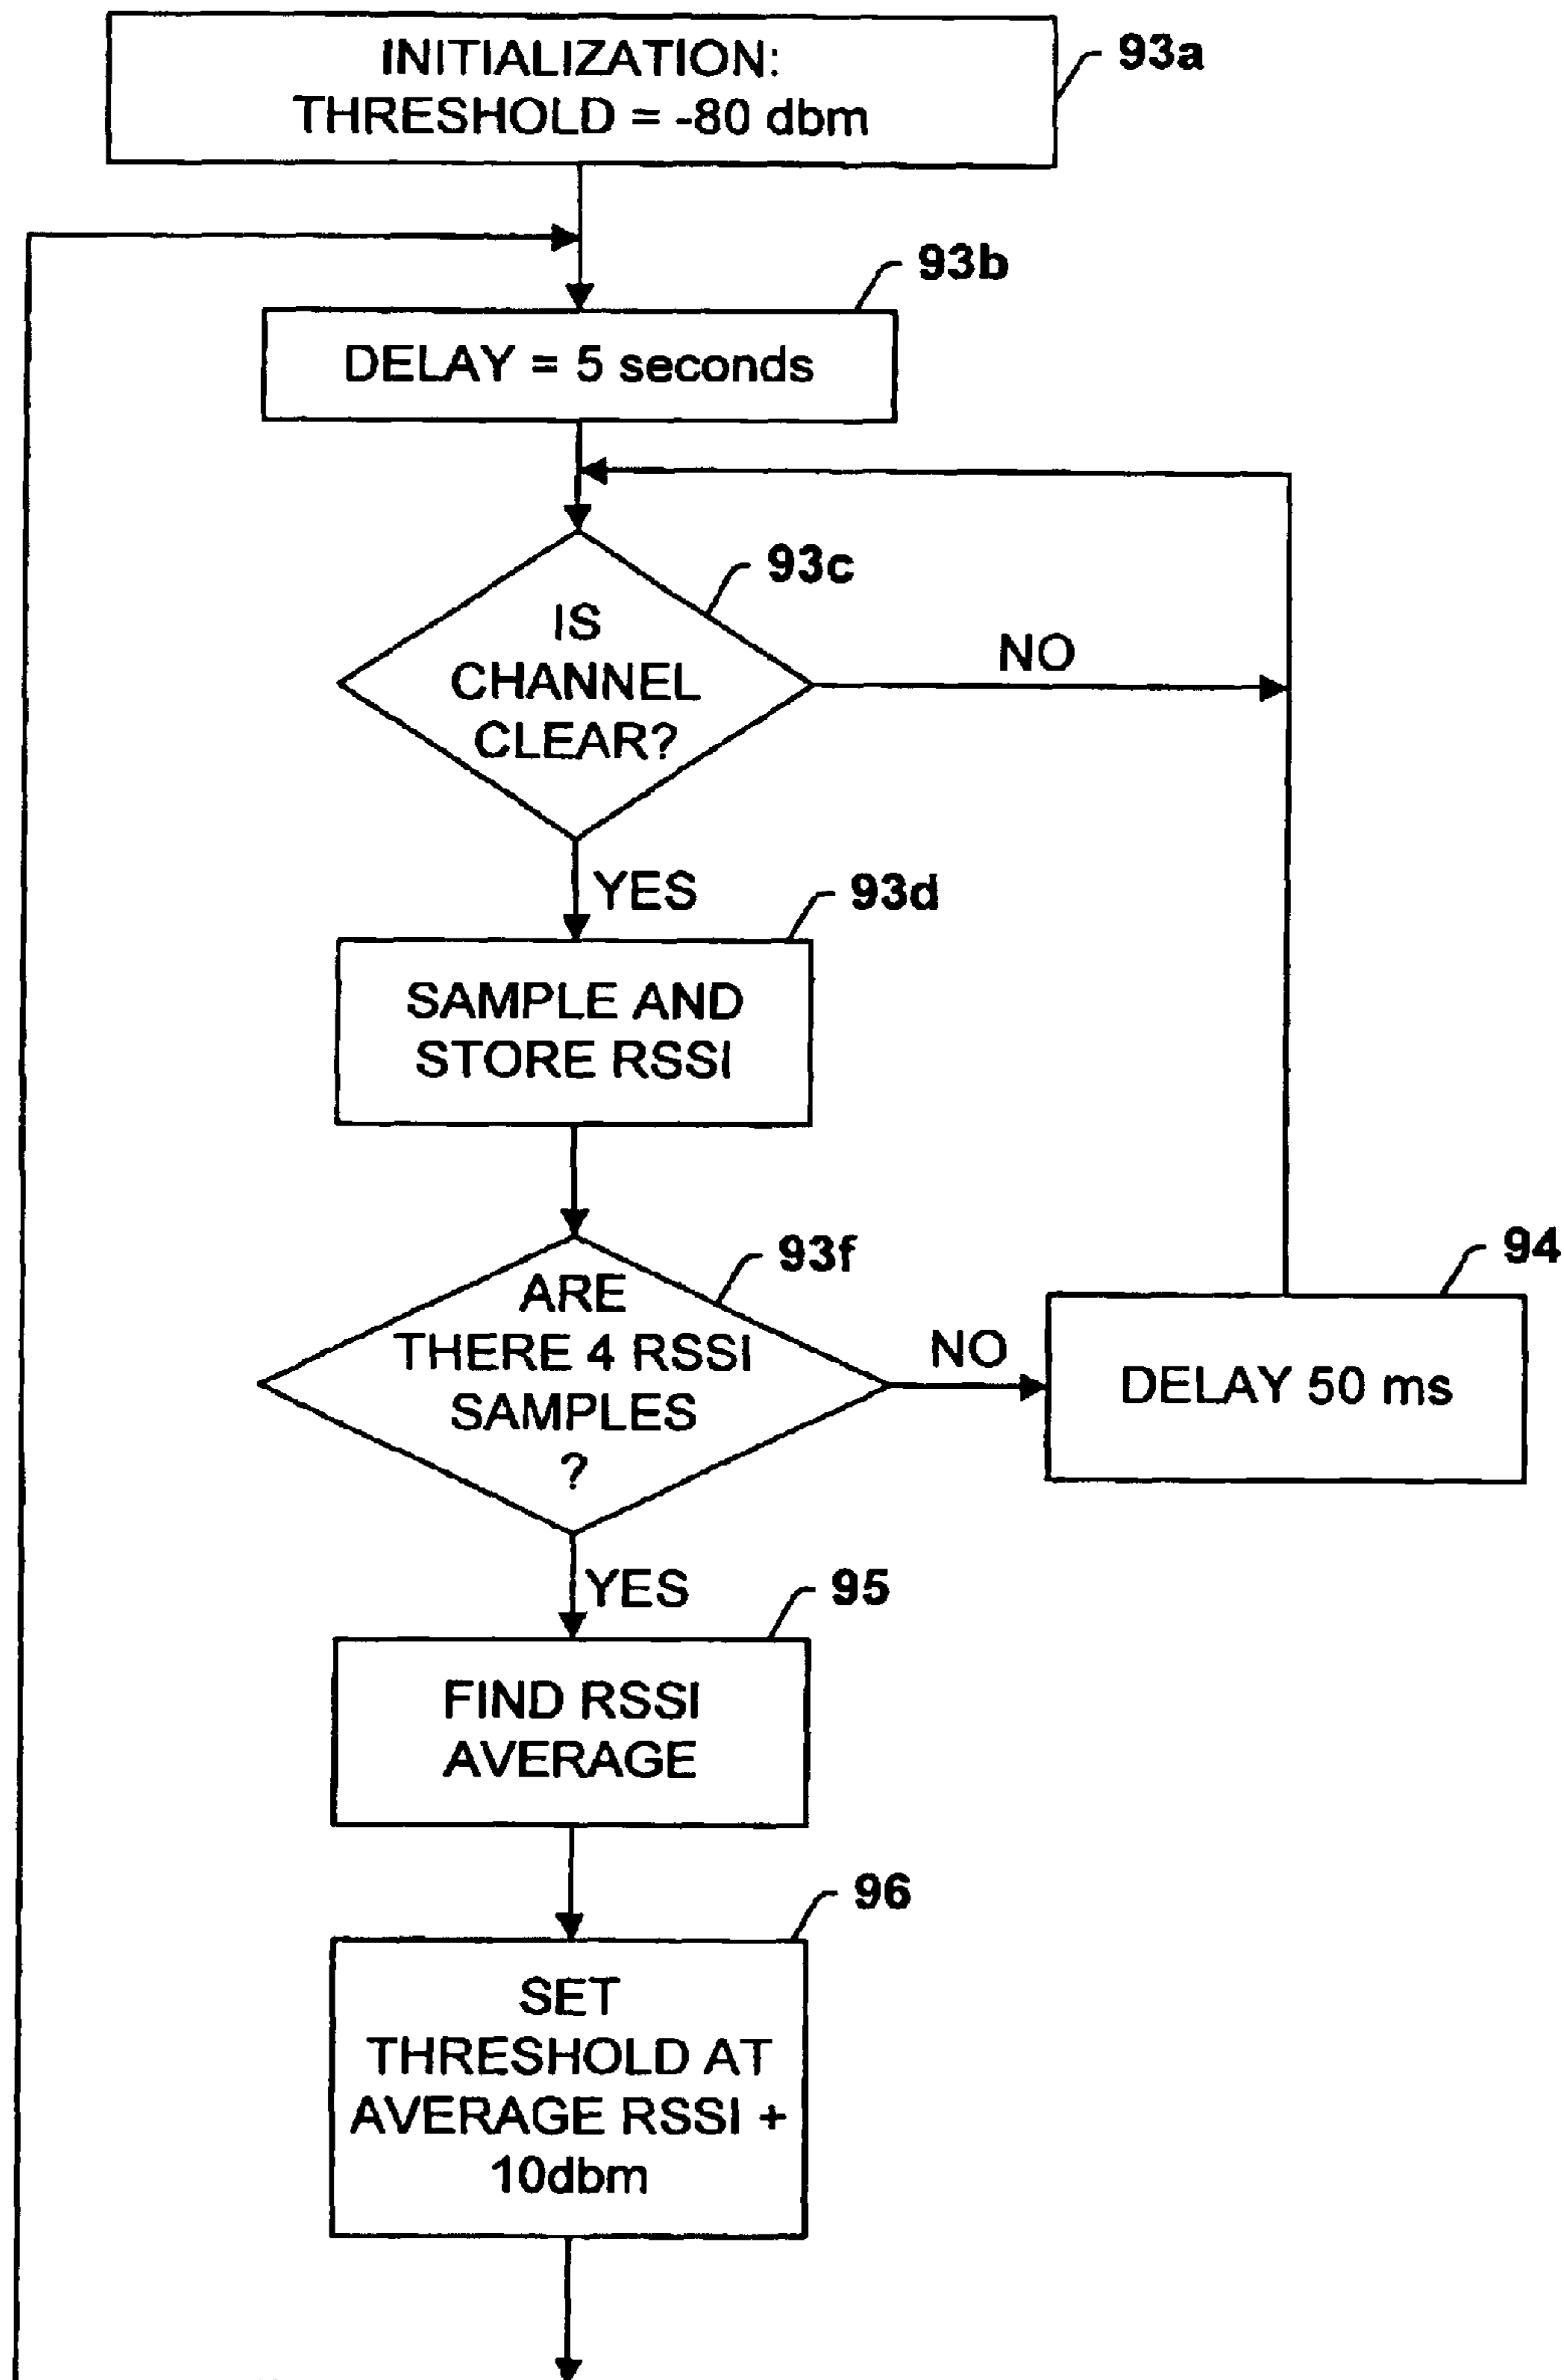 INITIALIZATION:
THRESHOLD = -80 dbm
93a
93b
DELAY = 5 seconds
93c
IS
CHANNEL
CLEAR?
NO
YES
93d
SAMPLE AND
STORE RSSI
93f
ARE
THERE 4 RSSI
SAMPLES
?
NO
94
DELAY 50 ms
YES
95
FIND RSSI
AVERAGE
96
SET
THRESHOLD AT
AVERAGE RSSI +
10dbm